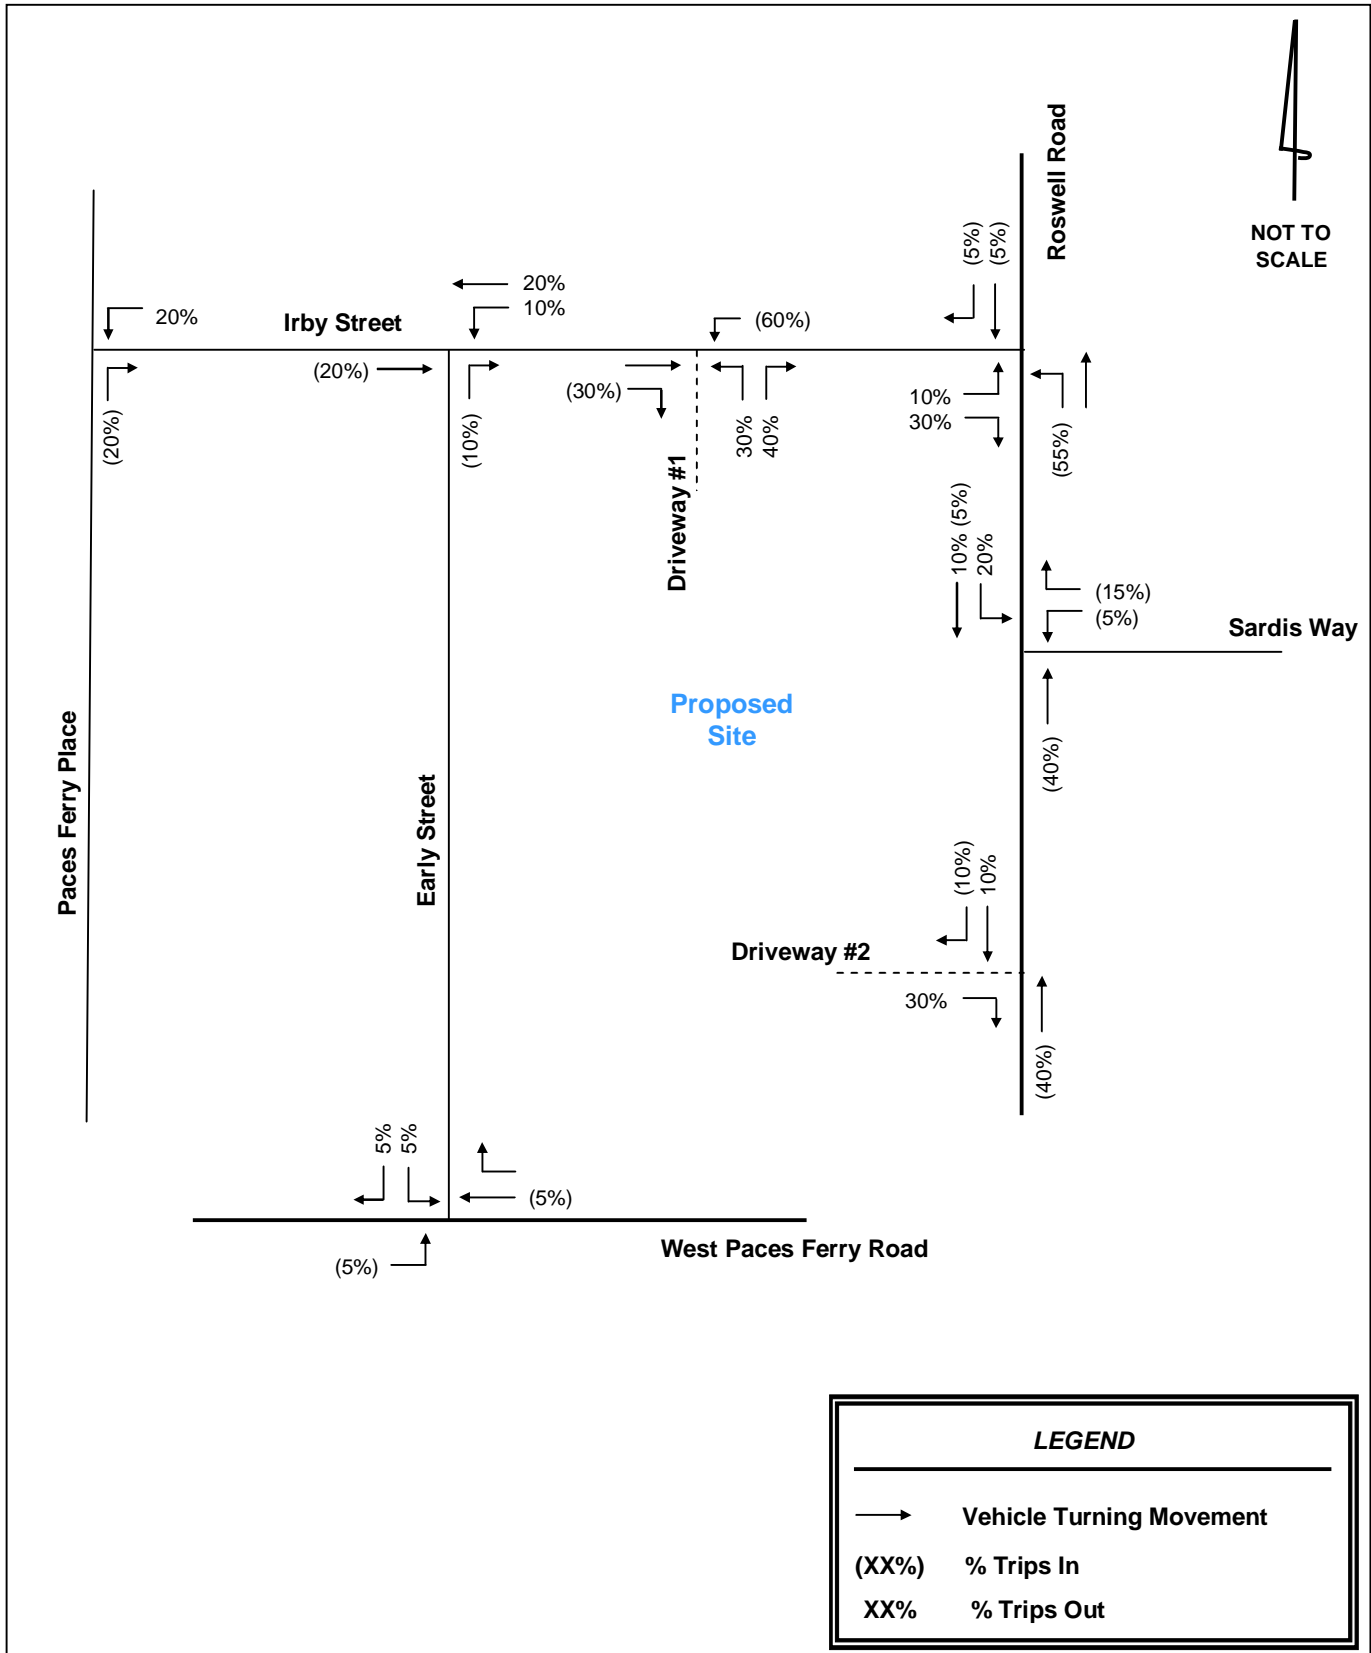 Roswell Road
NOT TO
SCALE
(5%)
(5%)
20%
10%
20%
Irby Street
(60%)
(20%)
(30%)
10%
30%
(20%)
(10%)
30%
40%
(55%)
Driveway #1
10% (5%)
20%
(15%)
(5%)
Sardis Way
Proposed
Site
(40%)
Paces Ferry Place
Early Street
(10%)
10%
Driveway #2
30%
(40%)
5%
5%
(5%)
West Paces Ferry Road
(5%)
LEGEND
Vehicle Turning Movement
(XX%) % Trips In
XX% % Trips Out